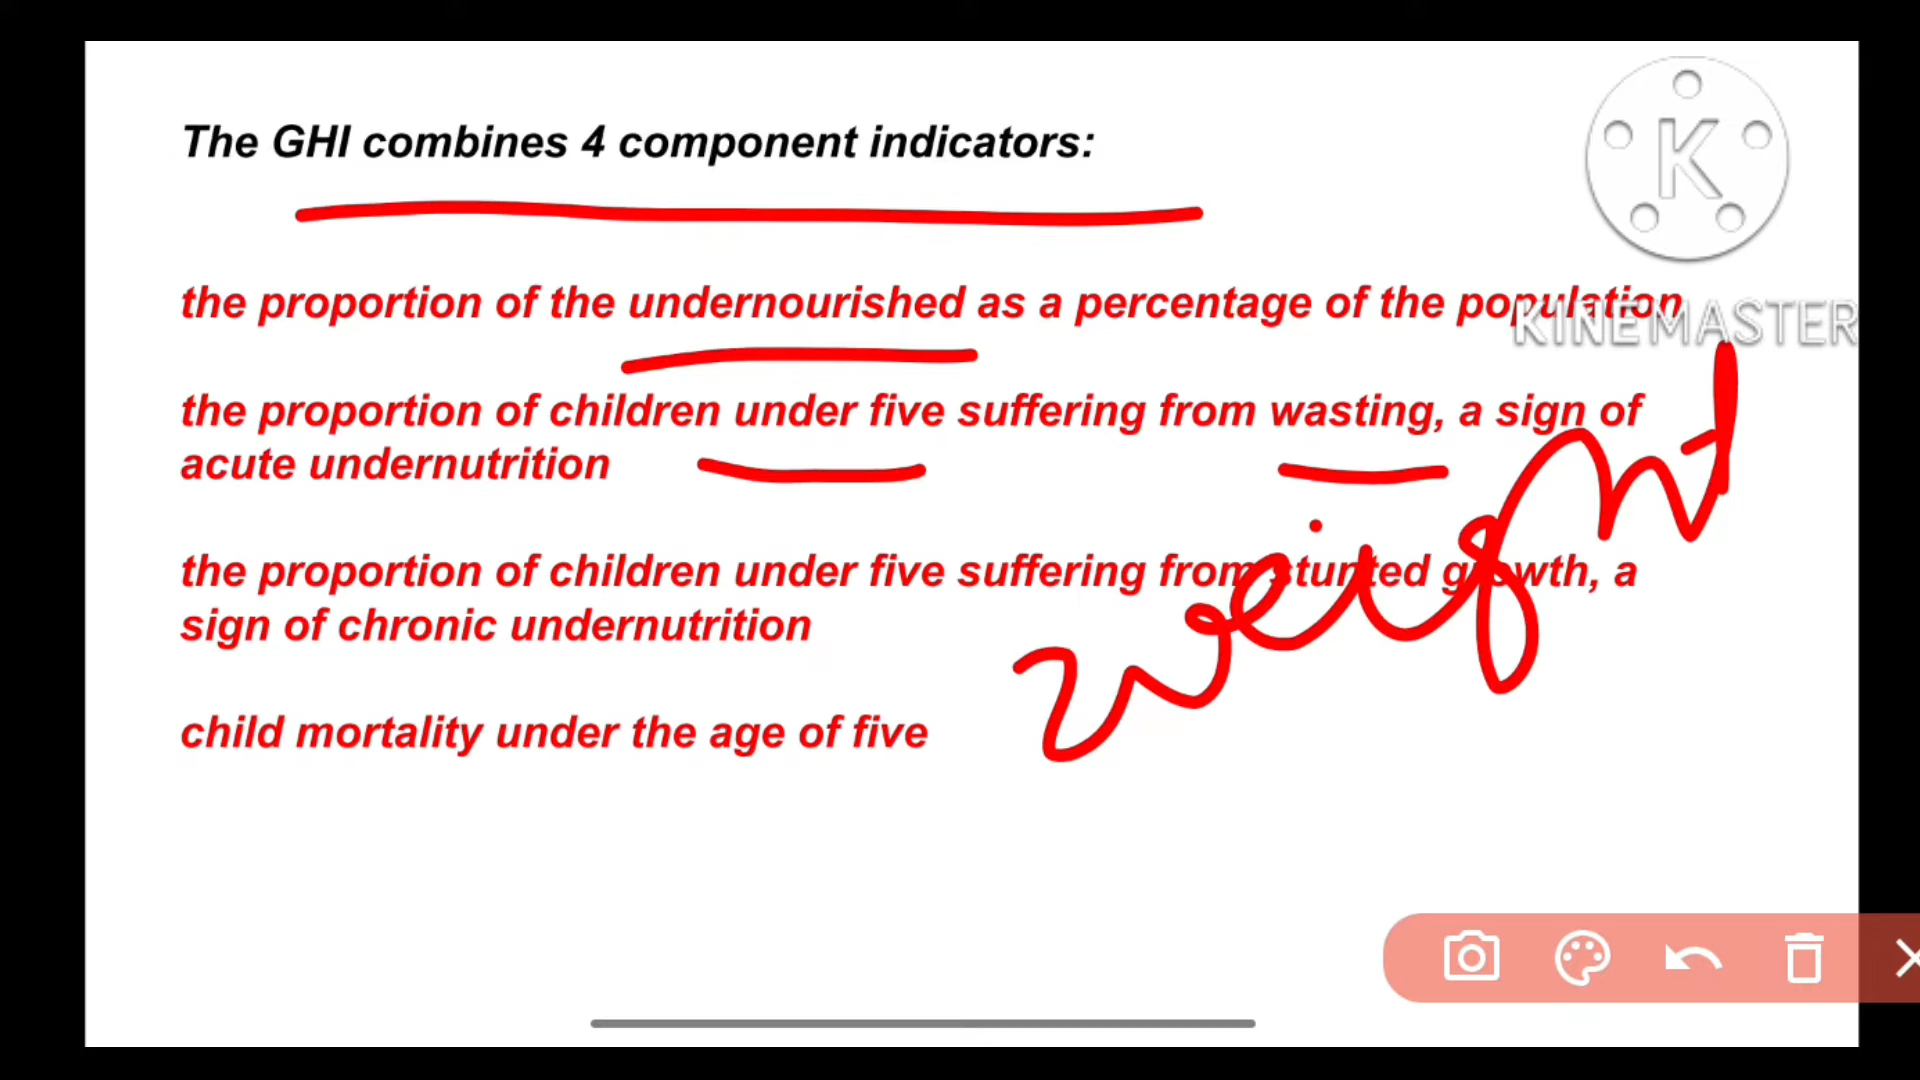 The GHI combines 4 component indicators:
K
KINEMASTER
the proportion of the undernourished as a percentage of the population
the proportion of children under five suffering from wasting, a sign of
acute undernutrition
the proportion of children under five suffering from stunted growth, a
sign of chronic undernutrition
weight
child mortality under the age of five